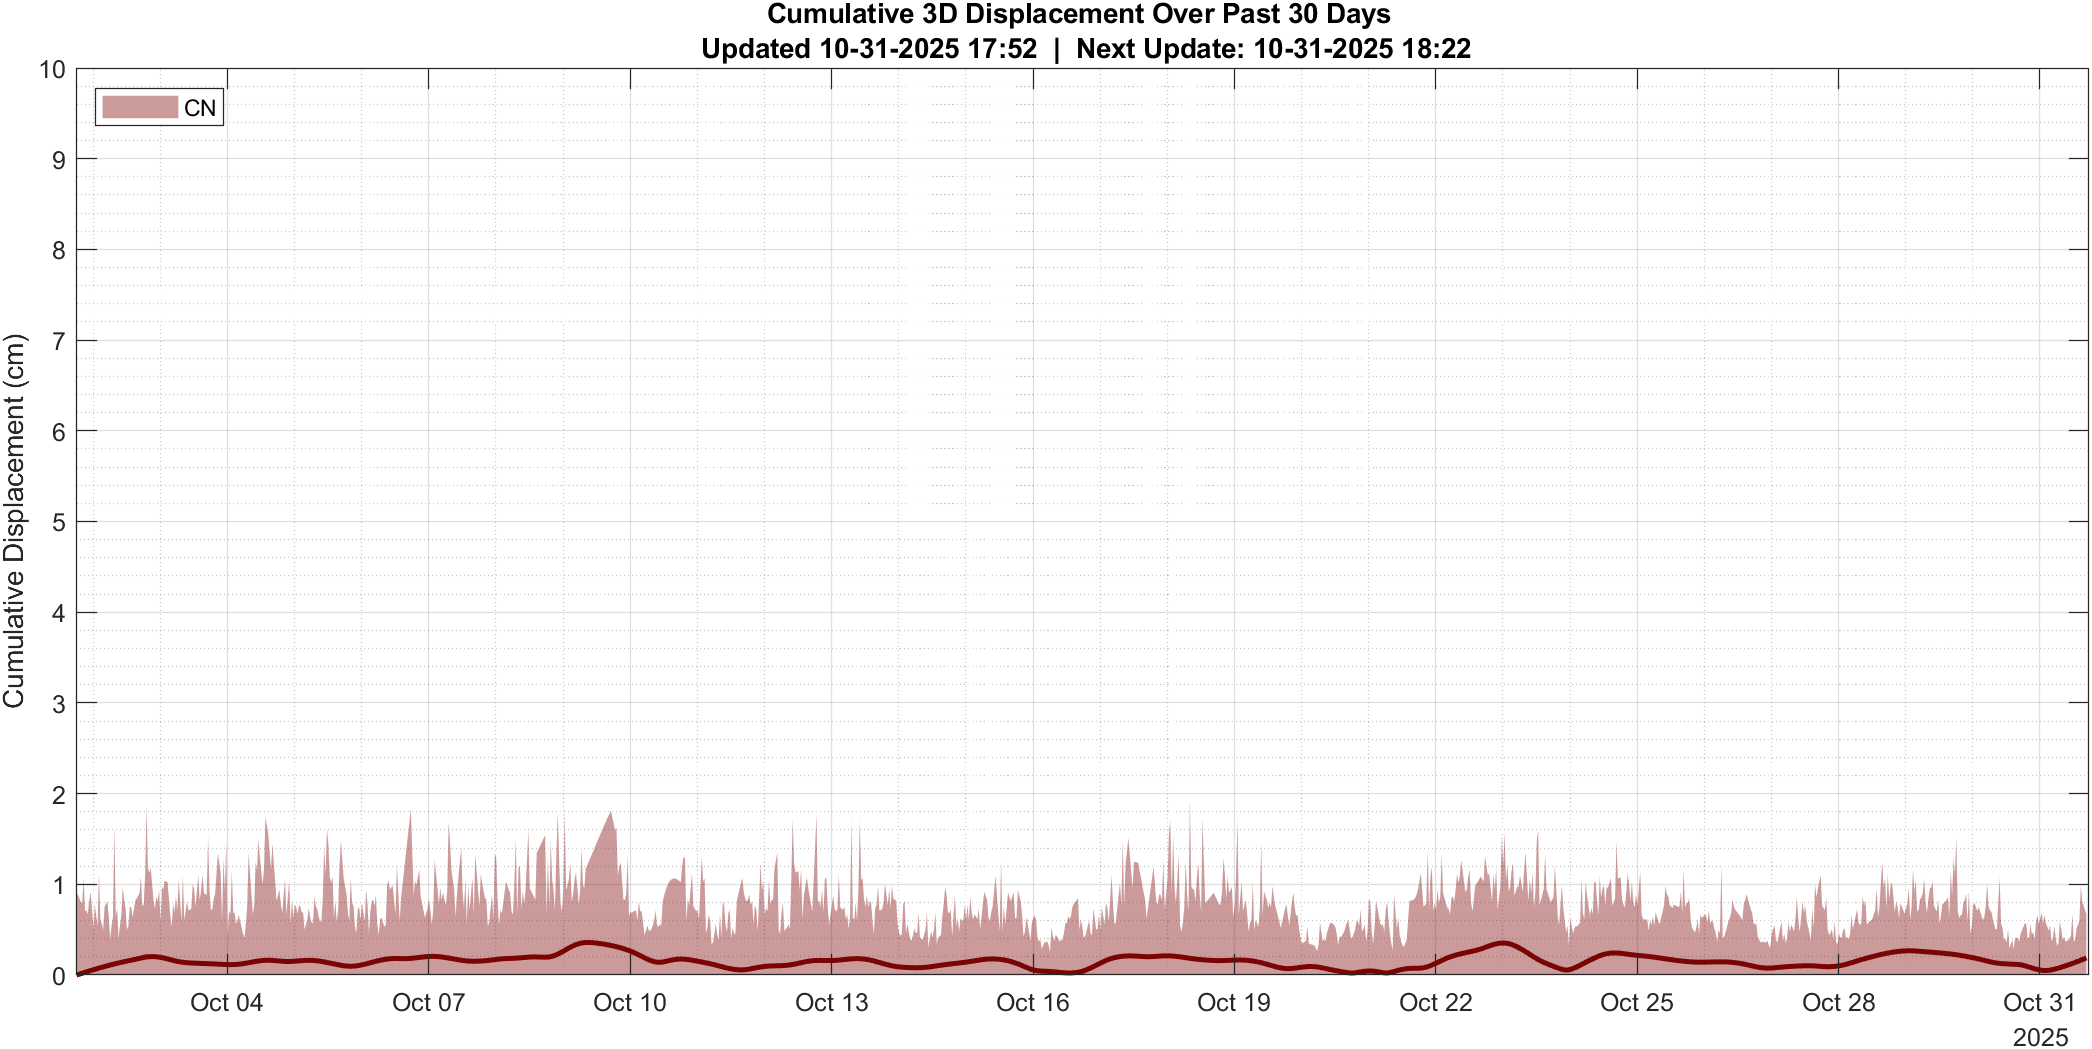 Cumulative 3D Displacement Over Past 30 Days
Updated 10-31-2025 17:52 | Next Update: 10-31-2025 18:22
CN
Cumulative Displacement (cm)
10
9
8
7
6
5
4
3
2
1
0
Oct 04 Oct 07 Oct 10 Oct 13 Oct 16 Oct 19 Oct 22 Oct 25 Oct 28 Oct 31
2025